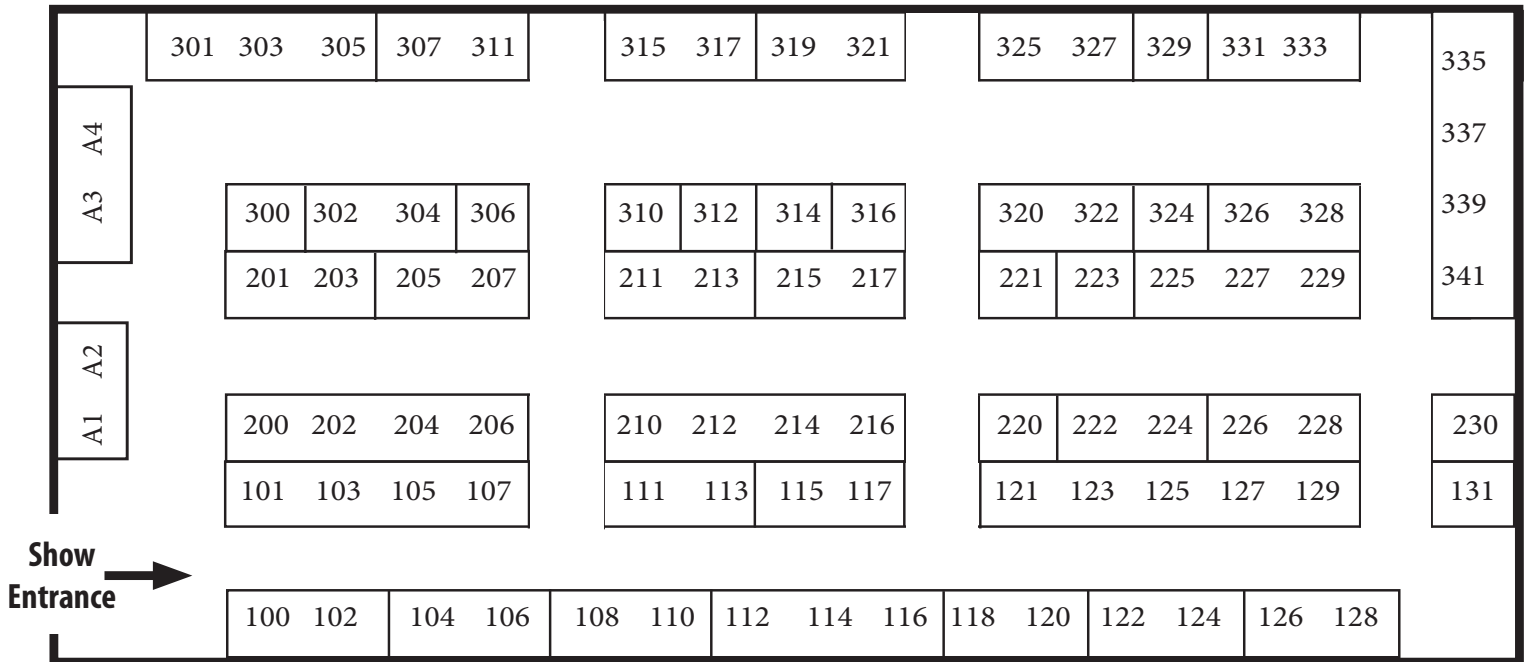 301 303 305 307 311 315 317 319 321 325 327 329 331 333
335
337
339
341
A4
A3
A2
A1
300 302 304 306 310 312 314 316 320 322 324 326 328
201 203 205 207 211 213 215 217 221 223 225 227 229
200 202 204 206 210 212 214 216 220 222 224 226 228 230
101 103 105 107 111 113 115 117 121 123 125 127 129 131
Show
Entrance
100 102 104 106 108 110 112 114 116 118 120 122 124 126 128